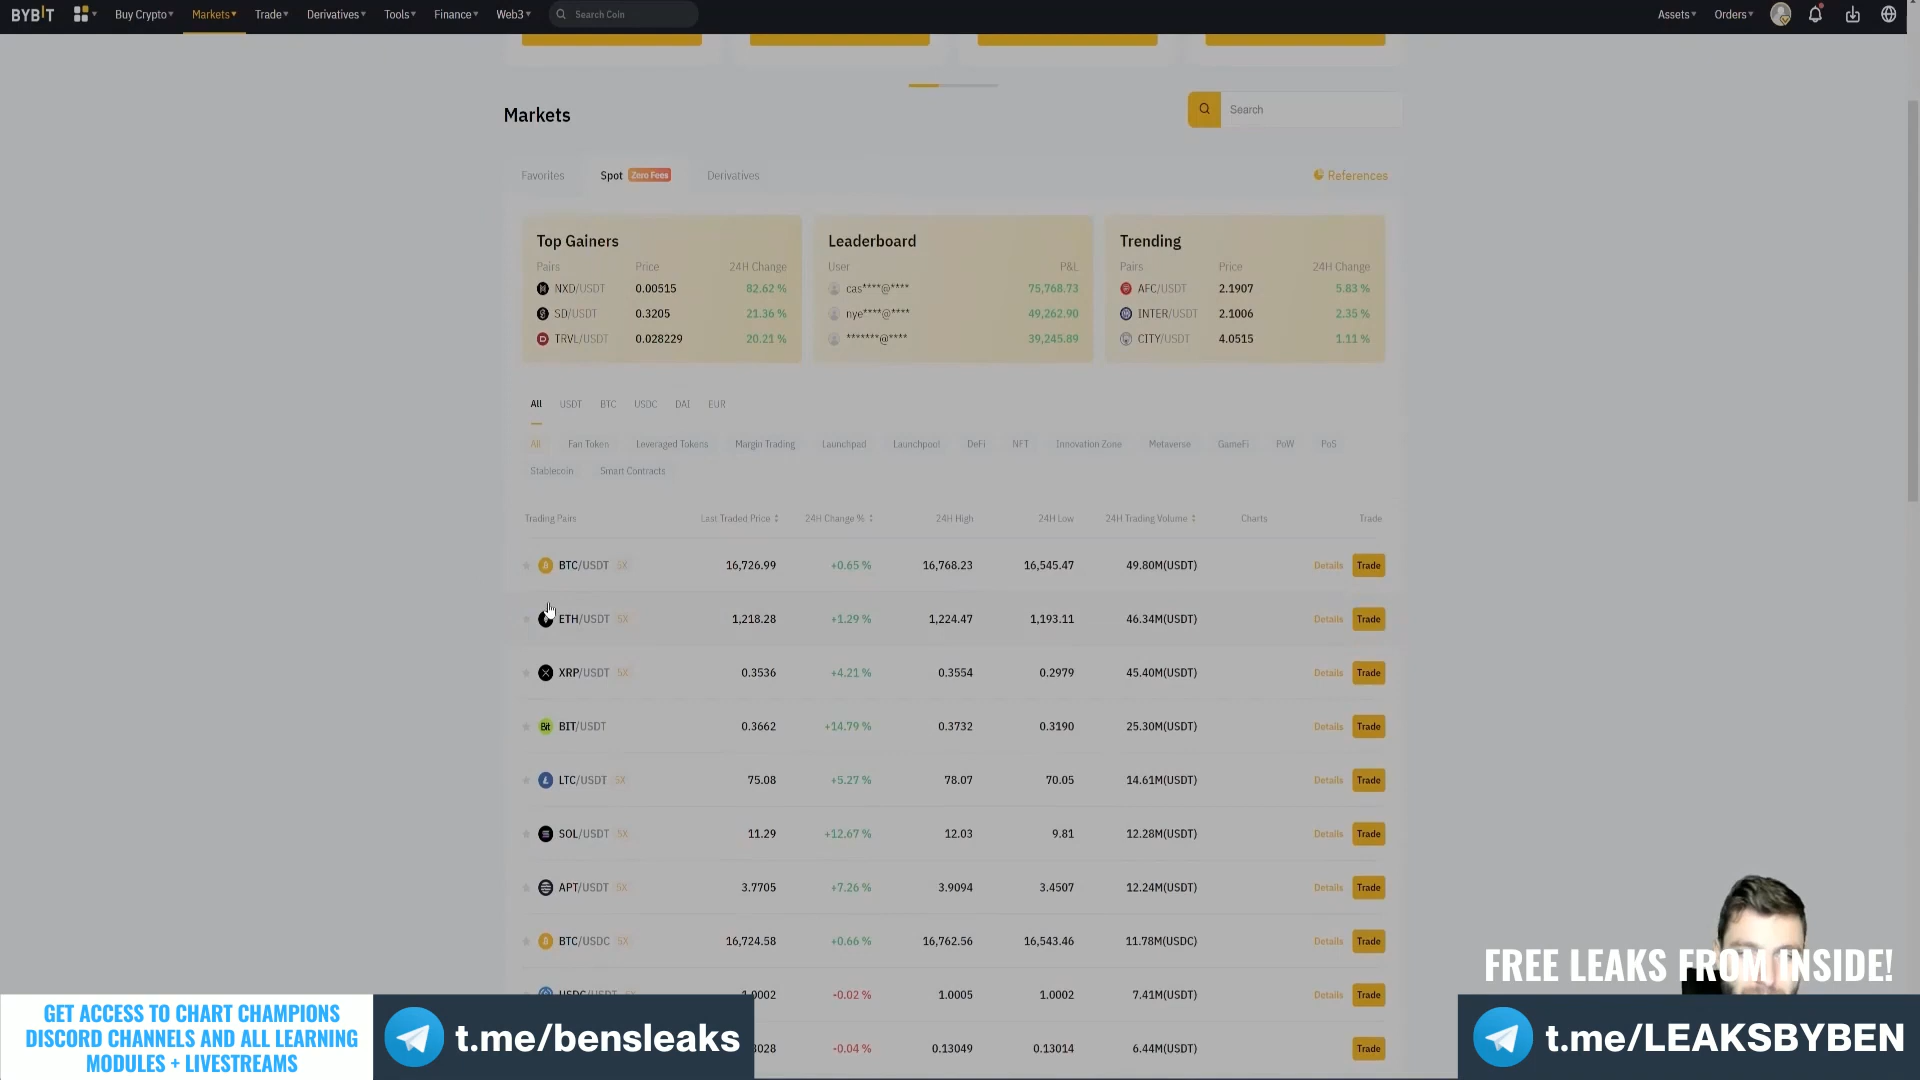 BYBIT Buy Crypto Markets Trade Derivatives Tools Finance Web3 Search Coin Assets Orders
Markets
Search
Favorites Spot Zero Fees Derivatives References
Top Gainers
Pairs Price 24H Change
NXD/USDT 0.00515 82.62 %
SD/USDT 0.3205 21.36 %
TRVL/USDT 0.028229 20.21 %
Leaderboard
User P&L
cas****@**** 75,768.73
nye****@**** 49,262.90
*******@**** 39,245.89
Trending
Pairs Price 24H Change
AFC/USDT 2.1907 5.83 %
INTER/USDT 2.1006 2.35 %
CITY/USDT 4.0515 1.11 %
All USDT BTC USDC DAI EUR
All Fan Token Leveraged Tokens Margin Trading Launchpad Launchpool DeFi NFT Innovation Zone Metaverse GameFi PoW PoS
Stablecoin Smart Contracts
Trading Pairs Last Traded Price 24H Change % 24H High 24H Low 24H Trading Volume Charts Trade
BTC/USDT 5X 16,726.99 +0.65 % 16,768.23 16,545.47 49.80M(USDT) Details Trade
ETH/USDT 5X 1,218.28 +1.29 % 1,224.47 1,193.11 46.34M(USDT) Details Trade
XRP/USDT 5X 0.3536 +4.21 % 0.3554 0.2979 45.40M(USDT) Details Trade
Bit BIT/USDT 0.3662 +14.79 % 0.3732 0.3190 25.30M(USDT) Details Trade
LTC/USDT 5X 75.08 +5.27 % 78.07 70.05 14.61M(USDT) Details Trade
SOL/USDT 5X 11.29 +12.67 % 12.03 9.81 12.28M(USDT) Details Trade
APT/USDT 5X 3.7705 +7.26 % 3.9094 3.4507 12.24M(USDT) Details Trade
BTC/USDC 5X 16,724.58 +0.66 % 16,762.56 16,543.46 11.78M(USDC) Details Trade
-0.02 % 1.0005 1.0002 7.41M(USDT) Details Trade
-0.04 % 0.13049 0.13014 6.44M(USDT) Trade
FREE LEAKS FROM INSIDE!
GET ACCESS TO CHART CHAMPIONS
DISCORD CHANNELS AND ALL LEARNING
MODULES + LIVESTREAMS
t.me/bensleaks
t.me/LEAKSBYBEN